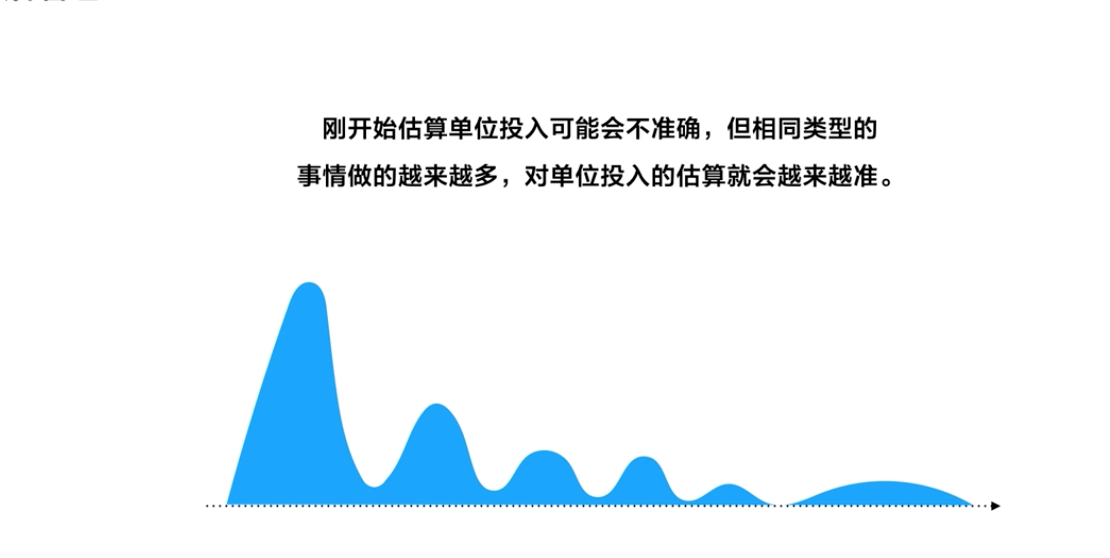 刚开始估算单位投入可能会不准确，但相同类型的
事情做的越来越多，对单位投入的估算就会越来越准。